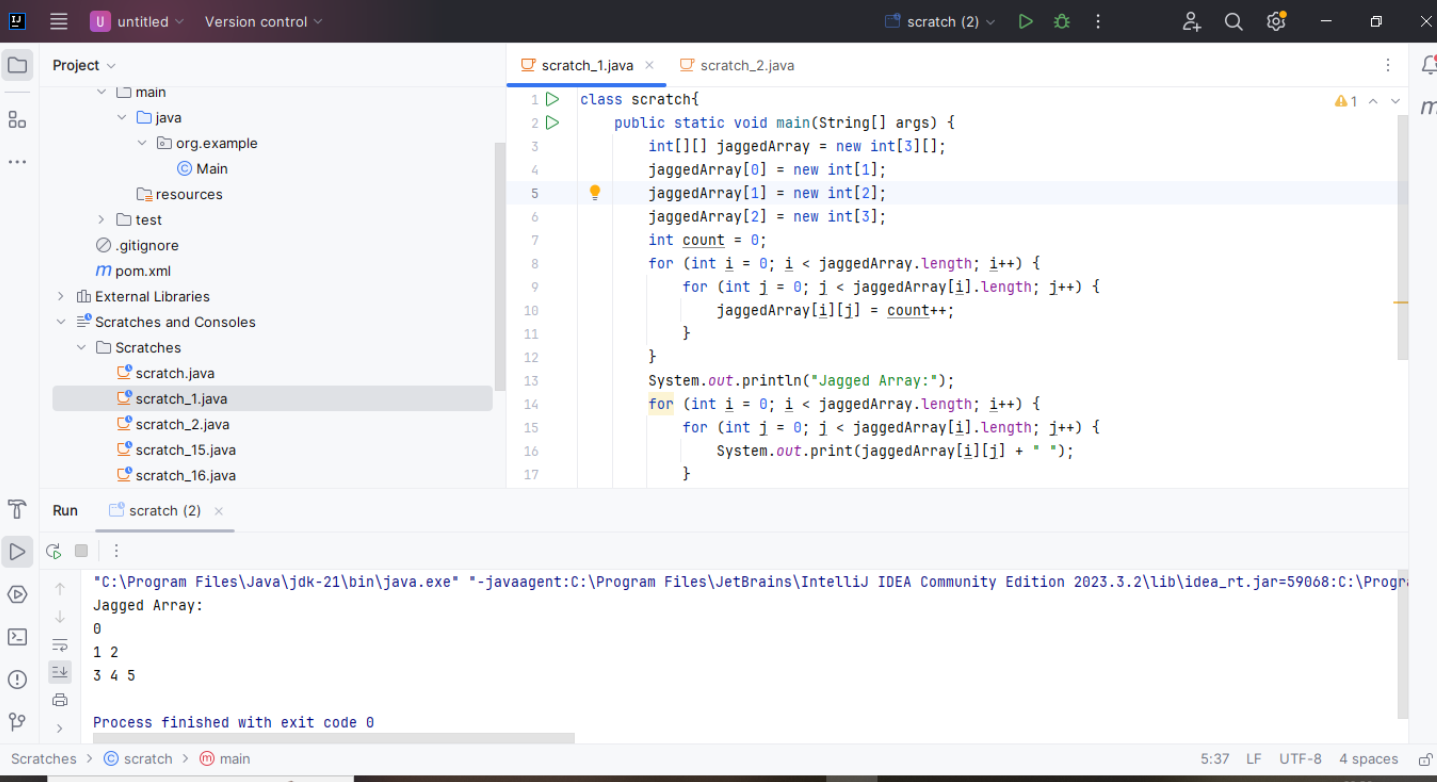 IJ U untitled Version control scratch (2)
Project
main
java
org.example
Main
resources
test
.gitignore
m pom.xml
External Libraries
Scratches and Consoles
Scratches
scratch.java
scratch_1.java
scratch_2.java
scratch_15.java
scratch_16.java
scratch_1.java scratch_2.java
1 class scratch{
2 public static void main(String[] args) {
3 int[][] jaggedArray = new int[3][];
4 jaggedArray[0] = new int[1];
5 jaggedArray[1] = new int[2];
6 jaggedArray[2] = new int[3];
7 int count = 0;
8 for (int i = 0; i < jaggedArray.length; i++) {
9 for (int j = 0; j < jaggedArray[i].length; j++) {
10 jaggedArray[i][j] = count++;
11 }
12 }
13 System.out.println("Jagged Array:");
14 for (int i = 0; i < jaggedArray.length; i++) {
15 for (int j = 0; j < jaggedArray[i].length; j++) {
16 System.out.print(jaggedArray[i][j] + " ");
17 }
1
m
Run scratch (2)
"C:\Program Files\Java\jdk-21\bin\java.exe" "-javaagent:C:\Program Files\JetBrains\IntelliJ IDEA Community Edition 2023.3.2\lib\idea_rt.jar=59068:C:\Progr
Jagged Array:
0
1 2
3 4 5
Process finished with exit code 0
Scratches > C scratch > m main 5:37 LF UTF-8 4 spaces